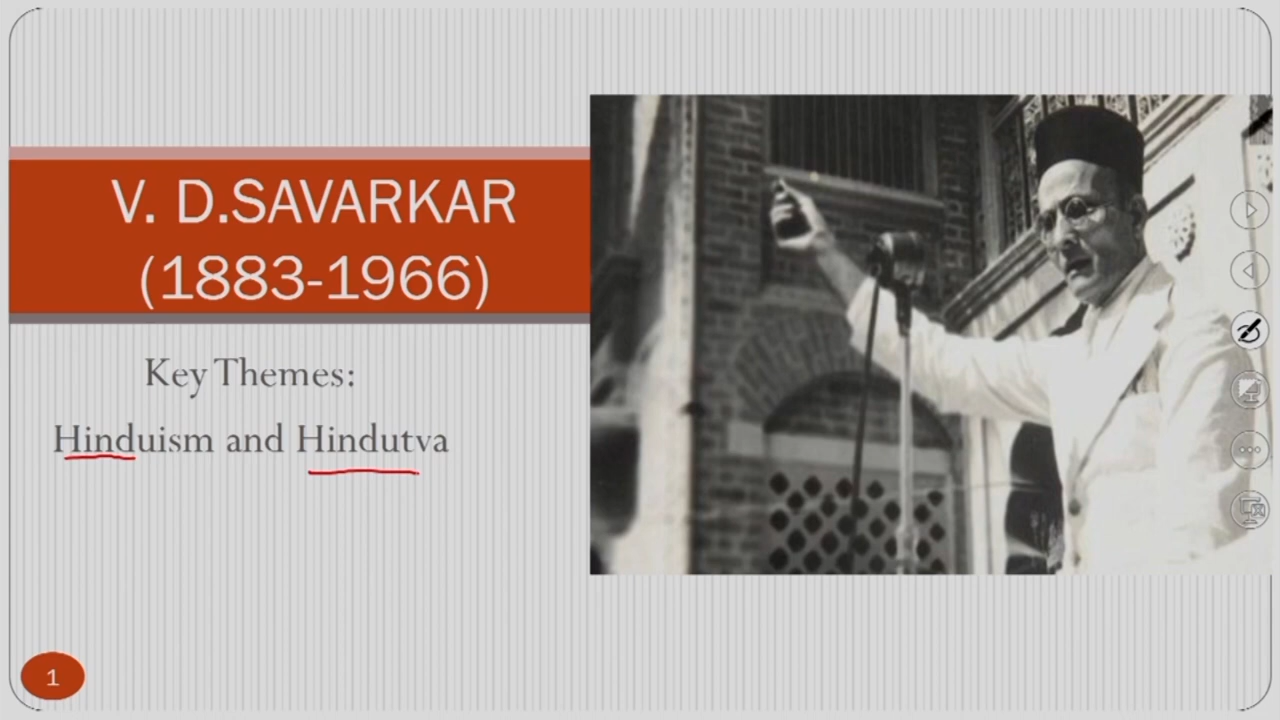 V. D.SAVARKAR
(1883-1966)
Key Themes:
Hinduism and Hindutva
1